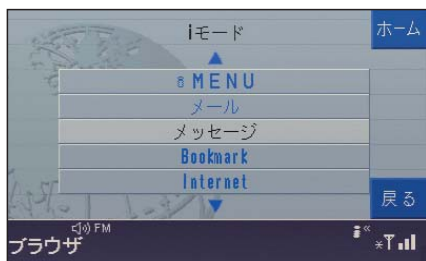 iモード
ホーム
MENU
メール
メッセージ
Bookmark
Internet
戻る
FM
ブラウザ